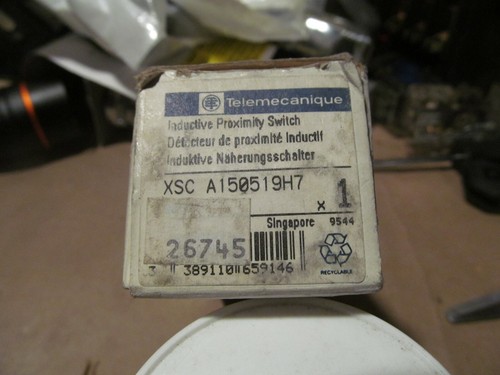 Telemecanique
Inductive Proximity Switch
Détecteur de proximité Inductif
Induktive Näherungsschalter
XSC A150519H7
x 1
Singapore 9544
26745
3 389110 659146
RECYCLABLE